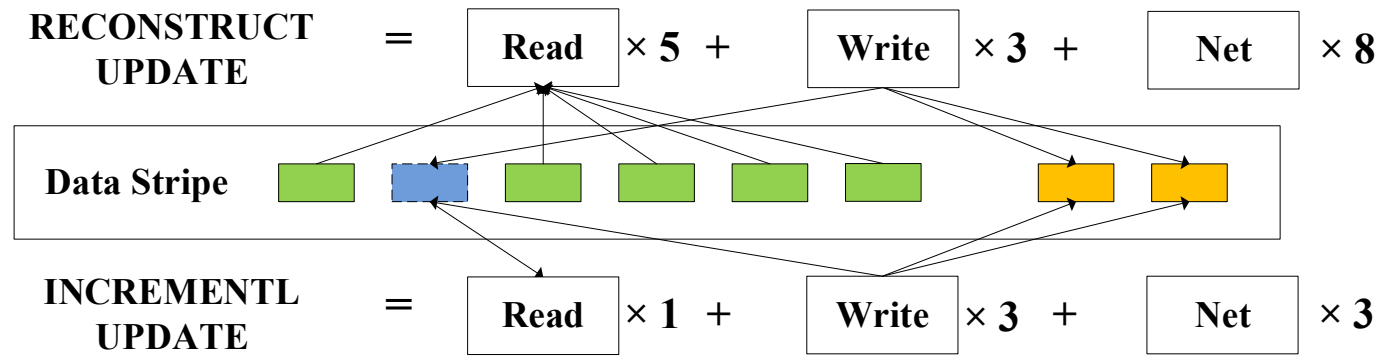 RECONSTRUCT
UPDATE
= Read × 5 + Write × 3 + Net × 8
Data Stripe
INCREMENTL
UPDATE
= Read × 1 + Write × 3 + Net × 3